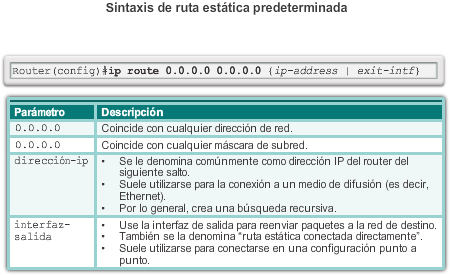 Sintaxis de ruta estática predeterminada
Router(config)#ip route 0.0.0.0 0.0.0.0 {ip-address | exit-intf}
Parámetro Descripción
0.0.0.0 Coincide con cualquier dirección de red.
0.0.0.0 Coincide con cualquier máscara de subred.
dirección-ip • Se le denomina comúnmente como dirección IP del router del
siguiente salto.
• Suele utilizarse para la conexión a un medio de difusión (es decir,
Ethernet).
• Por lo general, crea una búsqueda recursiva.
interfaz- • Use la interfaz de salida para reenviar paquetes a la red de destino.
salida • También se la denomina “ruta estática conectada directamente”.
• Suele utilizarse para conectarse en una configuración punto a
punto.